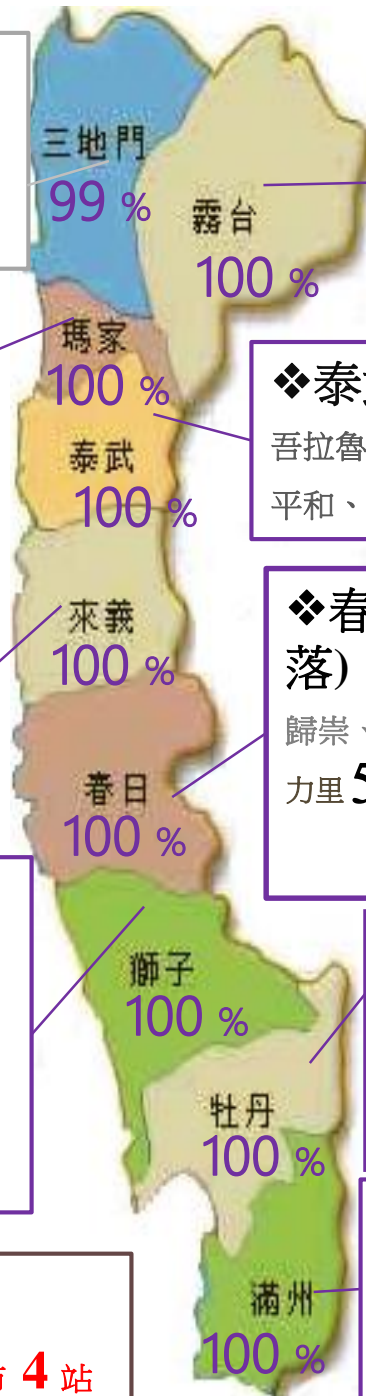 三地門
99 %
霧台
100 %
瑪家
100 %
❖泰
吾拉魯
平和、
泰武
100 %
來義
100 %
❖春
落)
歸崇、
力里5
春日
100 %
獅子
100 %
牡丹
100 %
滿州
100 %
4 站